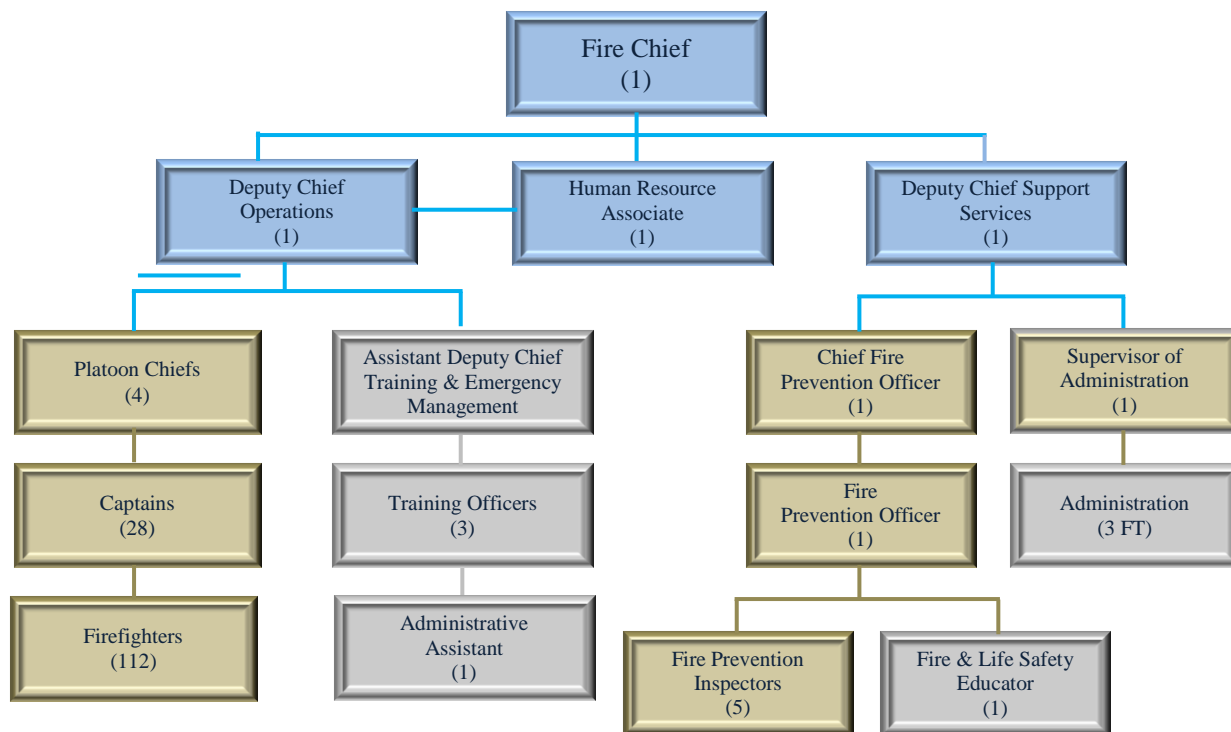 Fire Chief
(1)
Deputy Chief
Operations
(1)
Human Resource
Associate
(1)
Deputy Chief Support
Services
(1)
Platoon Chiefs
(4)
Assistant Deputy Chief
Training & Emergency
Management
Chief Fire
Prevention Officer
(1)
Supervisor of
Administration
(1)
Captains
(28)
Training Officers
(3)
Fire
Prevention Officer
(1)
Administration
(3 FT)
Firefighters
(112)
Administrative
Assistant
(1)
Fire Prevention
Inspectors
(5)
Fire & Life Safety
Educator
(1)